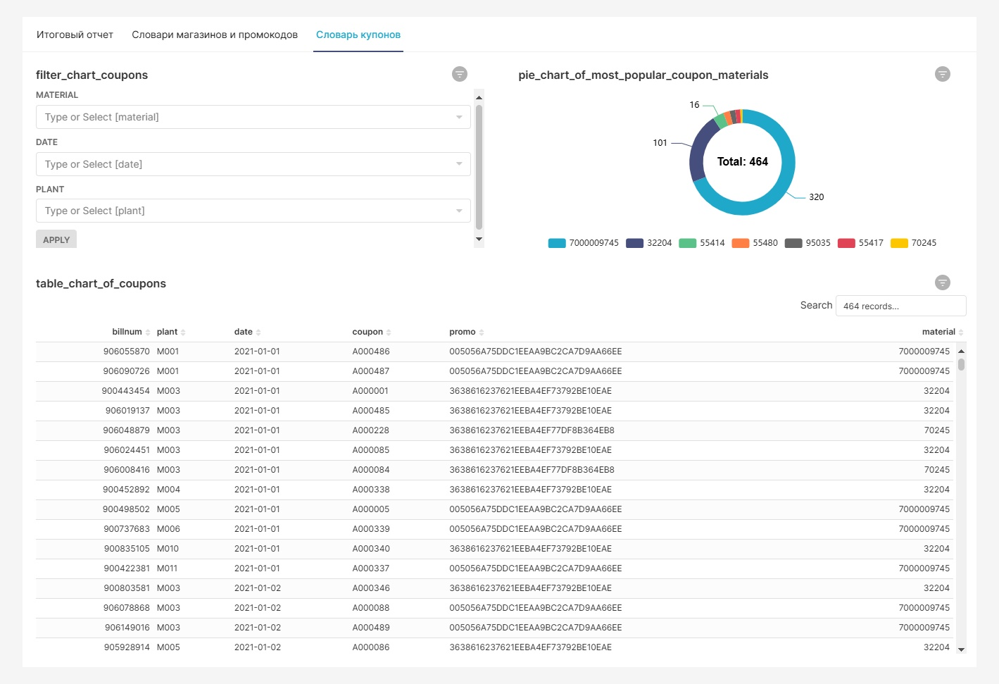 Итоговый отчет Словари магазинов и промокодов Словарь купонов
filter_chart_coupons
MATERIAL
Type or Select [material]
DATE
Type or Select [date]
PLANT
Type or Select [plant]
APPLY
pie_chart_of_most_popular_coupon_materials
16
101
Total: 464
320
7000009745 32204 55414 55480 95035 55417 70245
table_chart_of_coupons
Search 464 records...
billnum plant date coupon promo material
906055870 M001 2021-01-01 A000486 005056A75DDC1EEAA9BC2CA7D9AA66EE 7000009745
906090726 M001 2021-01-01 A000487 005056A75DDC1EEAA9BC2CA7D9AA66EE 7000009745
900443454 M003 2021-01-01 A000001 3638616237621EEBA4EF73792BE10EAE 32204
906019137 M003 2021-01-01 A000485 3638616237621EEBA4EF73792BE10EAE 32204
906048879 M003 2021-01-01 A000228 3638616237621EEBA4EF77DF8B364EB8 70245
906024451 M003 2021-01-01 A000085 3638616237621EEBA4EF73792BE10EAE 32204
906008416 M003 2021-01-01 A000084 3638616237621EEBA4EF77DF8B364EB8 70245
900452892 M004 2021-01-01 A000338 3638616237621EEBA4EF73792BE10EAE 32204
900498502 M005 2021-01-01 A000005 005056A75DDC1EEAA9BC2CA7D9AA66EE 7000009745
900737683 M006 2021-01-01 A000339 005056A75DDC1EEAA9BC2CA7D9AA66EE 7000009745
900835105 M010 2021-01-01 A000340 3638616237621EEBA4EF73792BE10EAE 32204
900422381 M011 2021-01-01 A000337 005056A75DDC1EEAA9BC2CA7D9AA66EE 7000009745
900803581 M003 2021-01-02 A000346 3638616237621EEBA4EF73792BE10EAE 32204
906078868 M003 2021-01-02 A000088 005056A75DDC1EEAA9BC2CA7D9AA66EE 7000009745
906149016 M003 2021-01-02 A000489 005056A75DDC1EEAA9BC2CA7D9AA66EE 7000009745
905928914 M005 2021-01-02 A000086 3638616237621EEBA4EF73792BE10EAE 32204